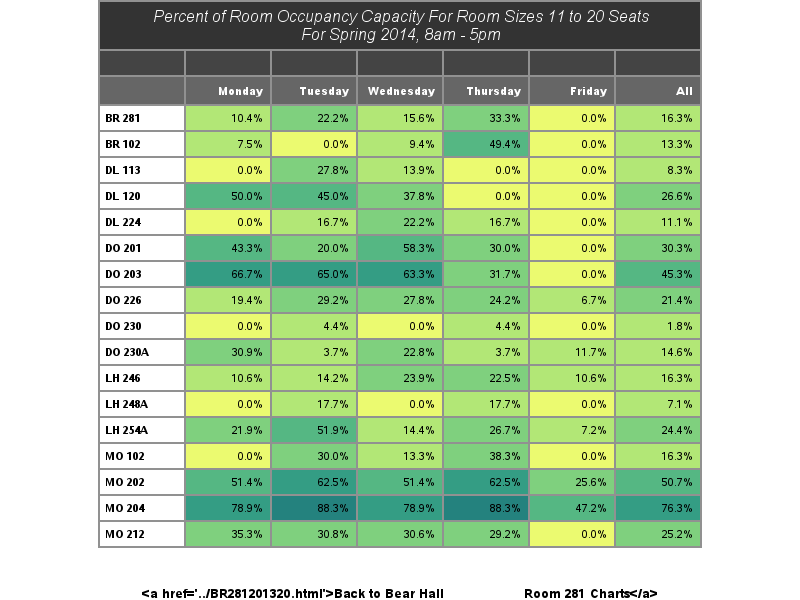 Percent of Room Occupancy Capacity For Room Sizes 11 to 20 Seats
For Spring 2014, 8am - 5pm
Monday Tuesday Wednesday Thursday Friday All
BR 281 10.4% 22.2% 15.6% 33.3% 0.0% 16.3%
BR 102 7.5% 0.0% 9.4% 49.4% 0.0% 13.3%
DL 113 0.0% 27.8% 13.9% 0.0% 0.0% 8.3%
DL 120 50.0% 45.0% 37.8% 0.0% 0.0% 26.6%
DL 224 0.0% 16.7% 22.2% 16.7% 0.0% 11.1%
DO 201 43.3% 20.0% 58.3% 30.0% 0.0% 30.3%
DO 203 66.7% 65.0% 63.3% 31.7% 0.0% 45.3%
DO 226 19.4% 29.2% 27.8% 24.2% 6.7% 21.4%
DO 230 0.0% 4.4% 0.0% 4.4% 0.0% 1.8%
DO 230A 30.9% 3.7% 22.8% 3.7% 11.7% 14.6%
LH 246 10.6% 14.2% 23.9% 22.5% 10.6% 16.3%
LH 248A 0.0% 17.7% 0.0% 17.7% 0.0% 7.1%
LH 254A 21.9% 51.9% 14.4% 26.7% 7.2% 24.4%
MO 102 0.0% 30.0% 13.3% 38.3% 0.0% 16.3%
MO 202 51.4% 62.5% 51.4% 62.5% 25.6% 50.7%
MO 204 78.9% 88.3% 78.9% 88.3% 47.2% 76.3%
MO 212 35.3% 30.8% 30.6% 29.2% 0.0% 25.2%
<a href='../BR281201320.html'>Back to Bear Hall Room 281 Charts</a>